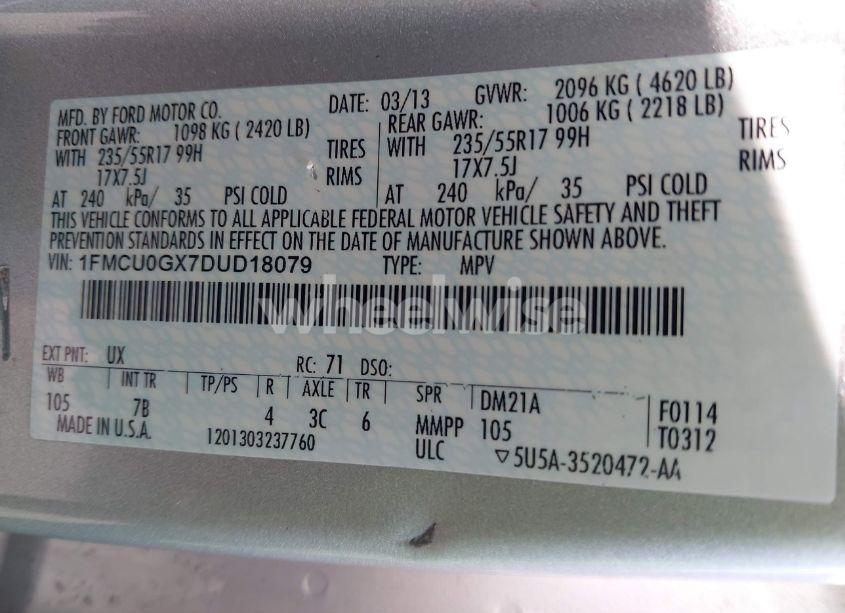 MFD. BY FORD MOTOR CO. DATE: 03/13 GVWR: 2096 KG ( 4620 LB)
FRONT GAWR: 1098 KG ( 2420 LB) REAR GAWR: 1006 KG ( 2218 LB)
WITH 235/55R17 99H TIRES WITH 235/55R17 99H TIRES
17X7.5J RIMS 17X7.5J RIMS
AT 240 kPa/ 35 PSI COLD AT 240 kPa/ 35 PSI COLD
THIS VEHICLE CONFORMS TO ALL APPLICABLE FEDERAL MOTOR VEHICLE SAFETY AND THEFT
PREVENTION STANDARDS IN EFFECT ON THE DATE OF MANUFACTURE SHOWN ABOVE.
VIN: 1FMCU0GX7DUD18079 TYPE: MPV
wheelwise
EXT PNT: UX RC: 71 DSO:
WB INT TR TP/PS R AXLE TR SPR DM21A F0114
105 7B 4 3C 6 MMPP 105 T0312
MADE IN U.S.A. 1201303237760 ULC ▽5U5A-3520472-AA